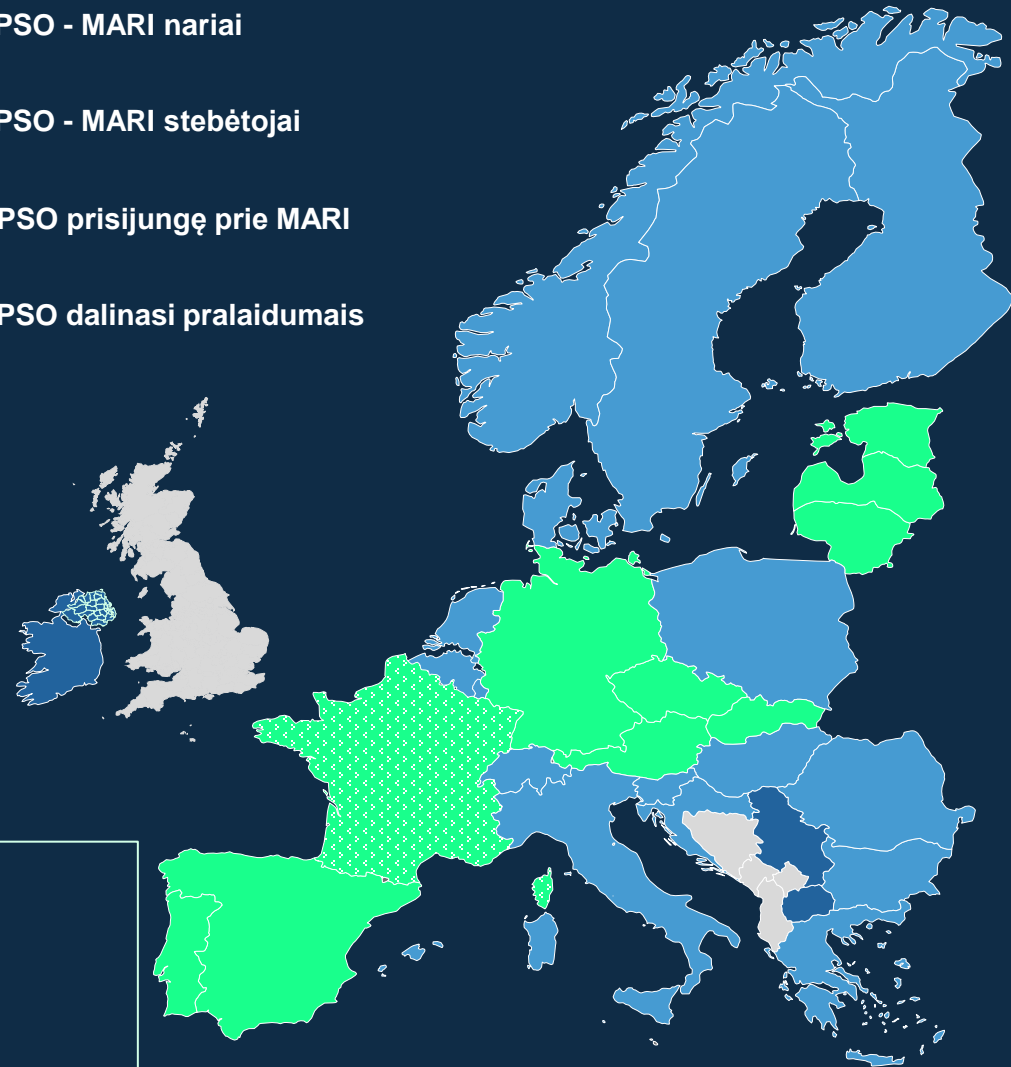 PSO - MARI nariai
PSO - MARI stebėtojai
PSO prisijungę prie MARI
PSO dalinasi pralaidumais